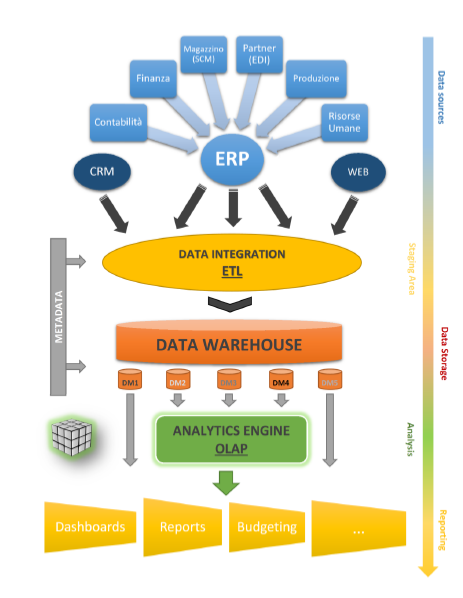 Magazzino
(SCM)
Partner
(EDI)
Finanza
Produzione
Contabilità
Risorse
Umane
ERP
CRM
WEB
DATA INTEGRATION
ETL
METADATA
DATA WAREHOUSE
DM1
DM2
DM3
DM4
DM5
ANALYTICS ENGINE
OLAP
Dashboards
Reports
Budgeting
...
Data sources
Staging Area
Data Storage
Analysis
Reporting